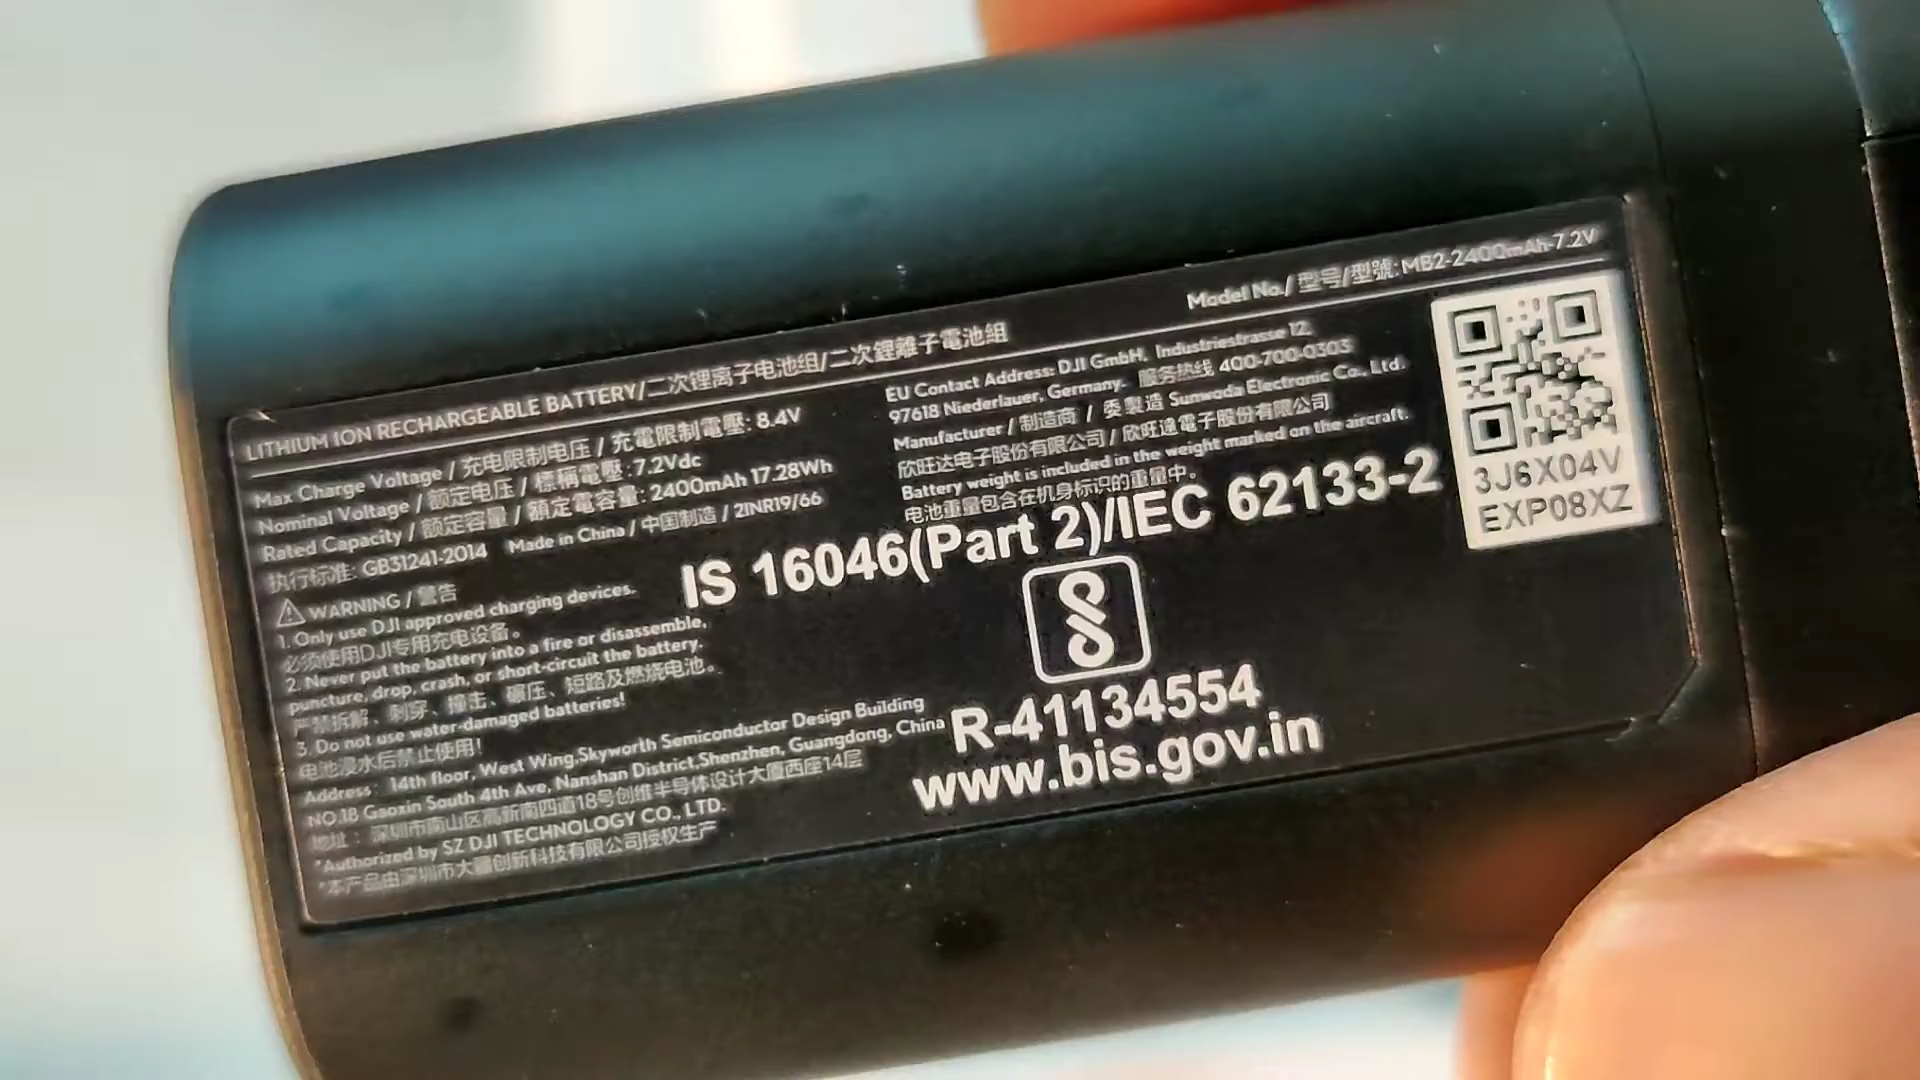 LITHIUM ION RECHARGEABLE BATTERY/二次锂离子电池组/二次鋰離子電池組
Model No./ 型号/型號: MB2-2400mAh-7.2V
Max Charge Voltage / 充电限制电压 / 充電限制電壓: 8.4V
Nominal Voltage / 额定电压 / 標稱電壓:7.2Vdc
Rated Capacity / 额定容量 / 額定電容量: 2400mAh 17.28Wh
执行标准: GB31241-2014 Made in China / 中国制造 / 2INR19/66
⚠ WARNING / 警告
1. Only use DJI approved charging devices.
必须使用DJI专用充电设备。
2. Never put the battery into a fire or disassemble,
puncture, drop, crash, or short-circuit the battery.
严禁拆解、刺穿、撞击、碾压、短路及燃烧电池。
3. Do not use water-damaged batteries!
电池浸水后禁止使用!
Address: 14th floor, West Wing,Skyworth Semiconductor Design Building
NO.18 Gaoxin South 4th Ave, Nanshan District,Shenzhen, Guangdong, China
地址：深圳市南山区高新南四道18号创维半导体设计大厦西座14层
*Authorized by SZ DJI TECHNOLOGY CO., LTD.
*本产品由深圳市大疆创新科技有限公司授权生产
EU Contact Address: DJI GmbH, Industriestrasse 12,
97618 Niederlauer, Germany. 服务热线 400-700-0303
Manufacturer / 制造商 / 委製造 Sunwoda Electronic Co., Ltd.
欣旺达电子股份有限公司 / 欣旺達電子股份有限公司
Battery weight is included in the weight marked on the aircraft.
电池重量包含在机身标识的重量中。
IS 16046(Part 2)/IEC 62133-2
R-41134554
www.bis.gov.in
3J6X04V
EXP08XZ